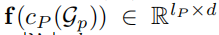 f(c_P(𝒢_p)) ∈ ℝ^{l_P×d}